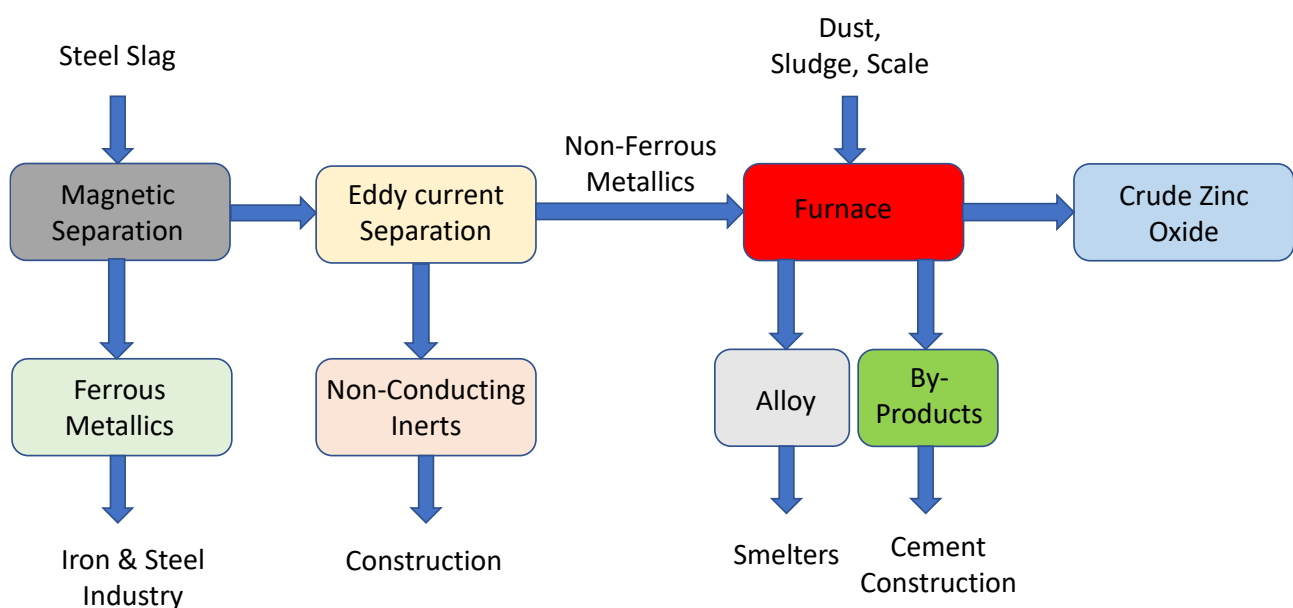 Steel Slag
Dust,
Sludge, Scale
Magnetic
Separation
Eddy current
Separation
Non-Ferrous
Metallics
Furnace
Crude Zinc
Oxide
Ferrous
Metallics
Non-Conducting
Inerts
Alloy
By-
Products
Iron & Steel
Industry
Construction
Smelters
Cement
Construction